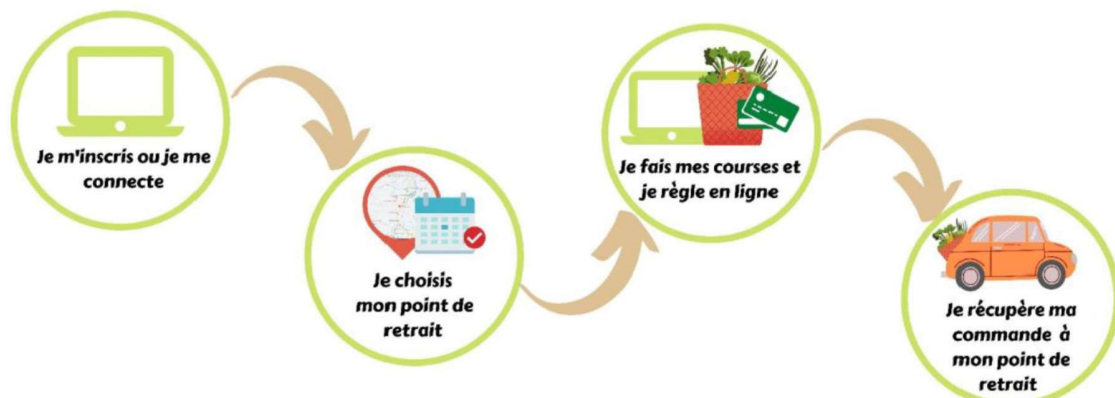 Je m'inscris ou je me
connecte
Je choisis
mon point de
retrait
Je fais mes courses et
je règle en ligne
Je récupère ma
commande à
mon point de
retrait